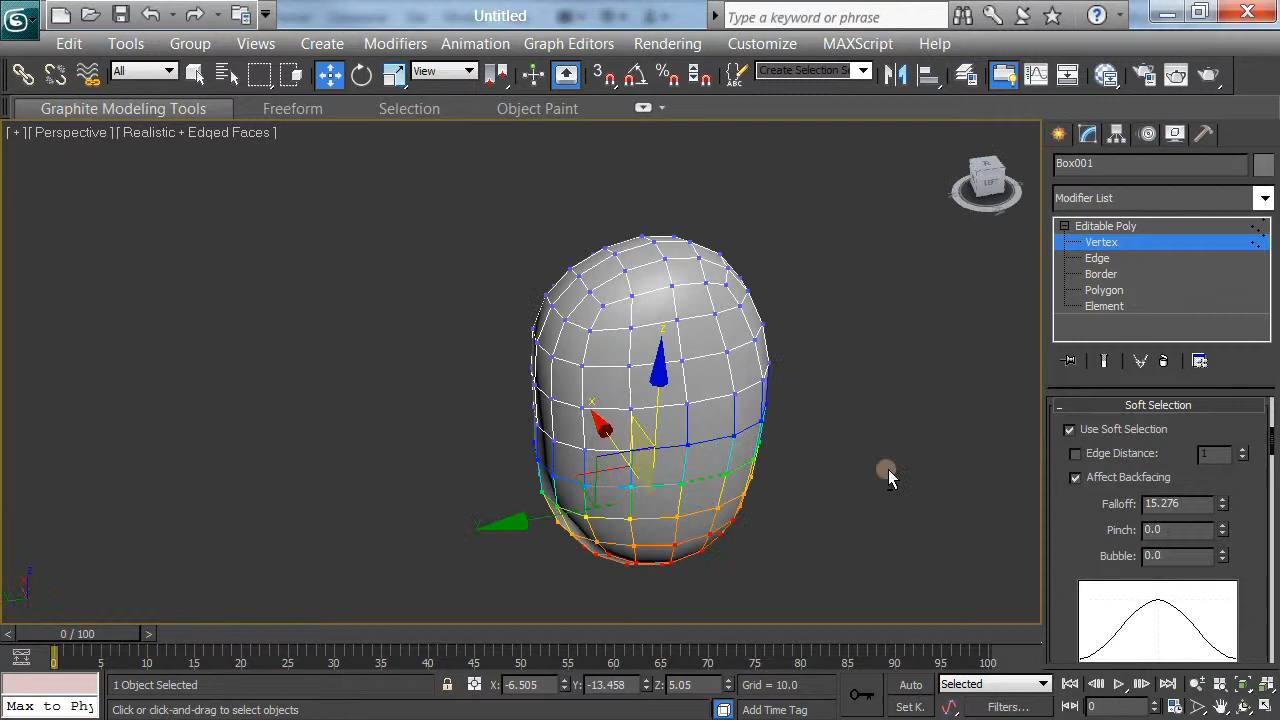 Untitled
Type a keyword or phrase
Edit Tools Group Views Create Modifiers Animation Graph Editors Rendering Customize MAXScript Help
All View Create Selection Se
Graphite Modeling Tools Freeform Selection Object Paint
[ + ][ Perspective ][ Realistic + Edged Faces ]
Box001
Modifier List
Editable Poly
Vertex
Edge
Border
Polygon
Element
LEFT
Soft Selection
Use Soft Selection
Edge Distance: 1
Affect Backfacing
Falloff: 15.276
Pinch: 0.0
Bubble: 0.0
z
x
< 0 / 100 >
0 5 10 15 20 25 30 35 40 45 50 55 60 65 70 75 80 85 90 95 100
1 Object Selected X: -6.505 Y: -13.458 Z: 5.05 Grid = 10.0 Auto Selected
Max to Phy Click or click-and-drag to select objects Add Time Tag Set K. Filters... 0